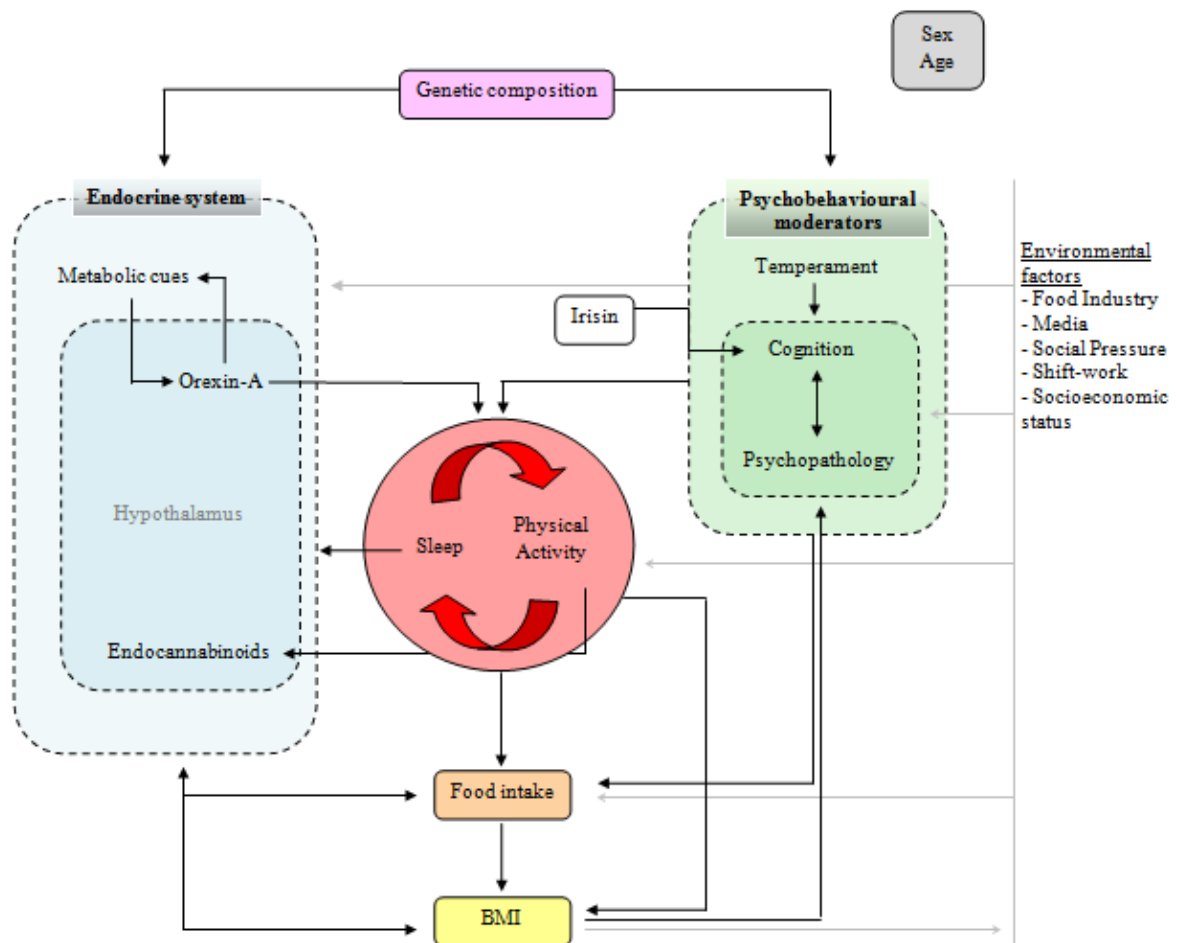 Sex
Age
Genetic composition
Endocrine system
Psychobehavioural
moderators
Metabolic cues
Temperament
Environmental
factors
- Food Industry
- Media
- Social Pressure
- Shift-work
- Socioeconomic
status
Irisin
Cognition
Orexin-A
Psychopathology
Hypothalamus
Sleep
Physical
Activity
Endocannabinoids
Food intake
BMI